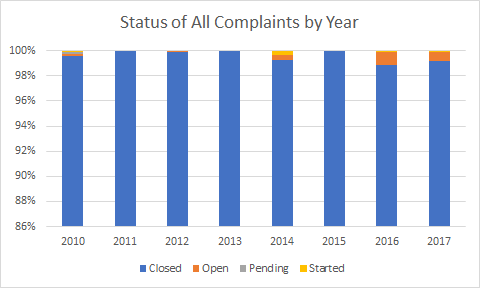 Status of All Complaints by Year
100%
98%
96%
94%
92%
90%
88%
86%
2010 2011 2012 2013 2014 2015 2016 2017
Closed Open Pending Started